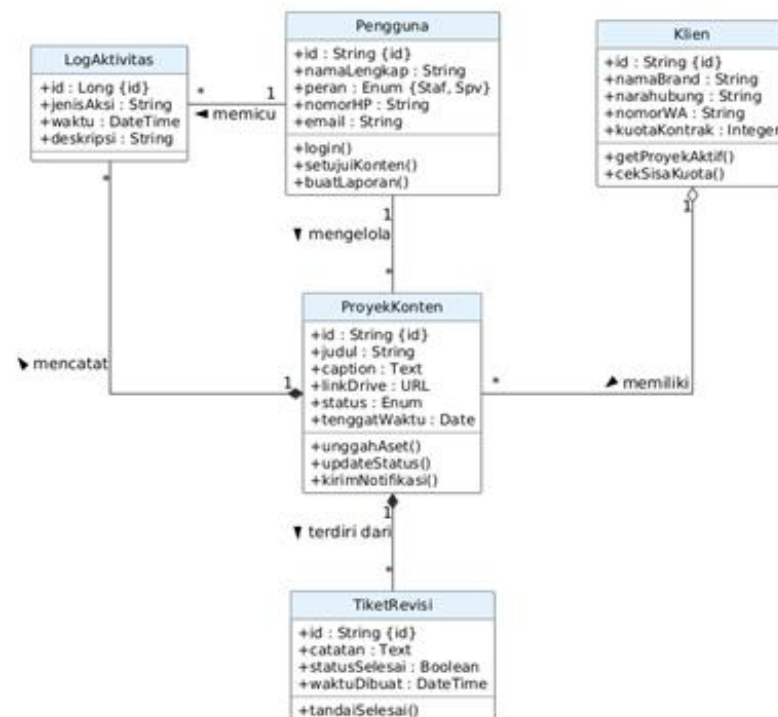 LogAktivitas
+id : Long {id}
+jenisAksi : String
+waktu : DateTime
+deskripsi : String
*
1
◄ memicu
Pengguna
+id : String {id}
+namaLengkap : String
+peran : Enum {Staf, Spv}
+nomorHP : String
+email : String
+login()
+setujuiKonten()
+buatLaporan()
Klien
+id : String {id}
+namaBrand : String
+narahubung : String
+nomorWA : String
+kuotaKontrak : Integer
+getProyekAktif()
+cekSisaKuota()
*
1
▼ mengelola
*
1
mencatat
1
ProyekKonten
+id : String {id}
+judul : String
+caption : Text
+linkDrive : URL
+status : Enum
+tenggatWaktu : Date
+unggahAset()
+updateStatus()
+kirimNotifikasi()
*
memiliki
1
▼ terdiri dari
*
TiketRevisi
+id : String {id}
+catatan : Text
+statusSelesai : Boolean
+waktuDibuat : DateTime
+tandaiSelesai()